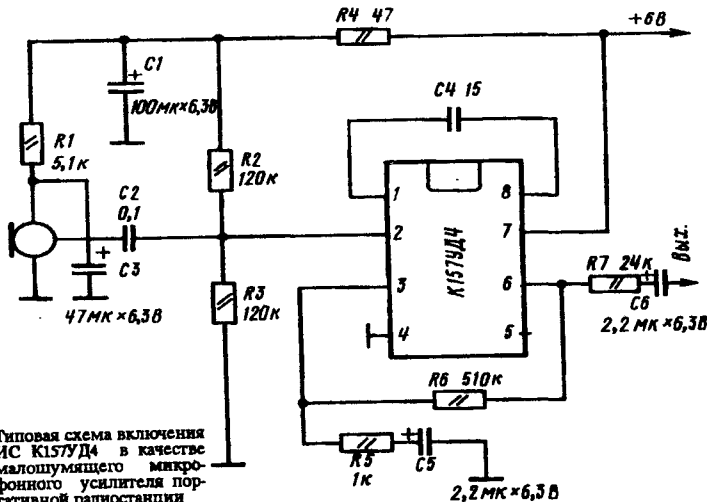 R4 47
+6В
C1
100мк×6,3В
C4 15
R1
5,1к
R2
120к
C2
0,1
1
8
2
7
К157УД4
3
6
4
5
C3
47мк×6,3В
R3
120к
R7 24к
Вых.
C6
2,2 мк×6,3В
R6 510к
R5
1к
C5
2,2мк×6,3В
Типовая схема включения
ИС К157УД4 в качестве
малошумящего микро-
фонного усилителя пор-
тативной радиостанции